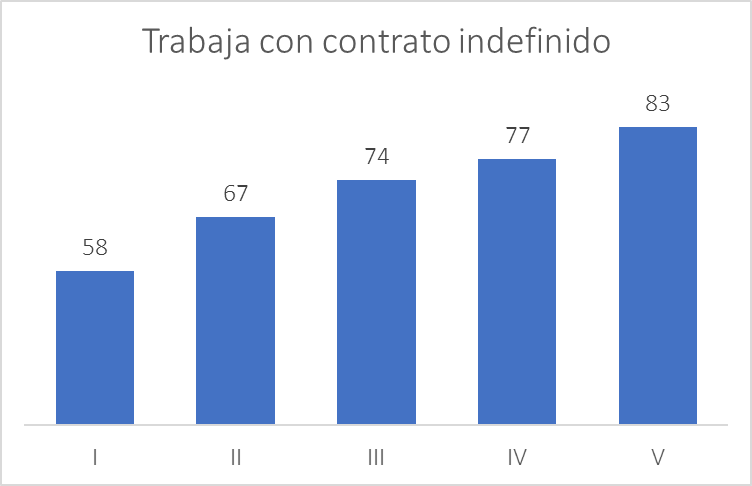 Trabaja con contrato indefinido
58
67
74
77
83
I
II
III
IV
V